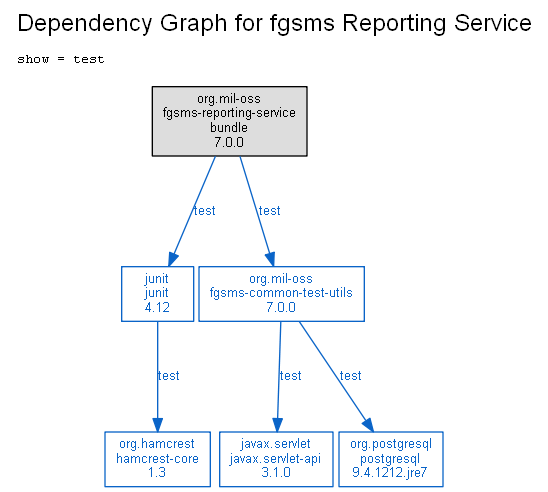 Dependency Graph for fgsms Reporting Service
show = test
org.mil-oss
fgsms-reporting-service
bundle
7.0.0
test
test
junit
junit
4.12
org.mil-oss
fgsms-common-test-utils
7.0.0
test
test
test
org.hamcrest
hamcrest-core
1.3
javax.servlet
javax.servlet-api
3.1.0
org.postgresql
postgresql
9.4.1212.jre7